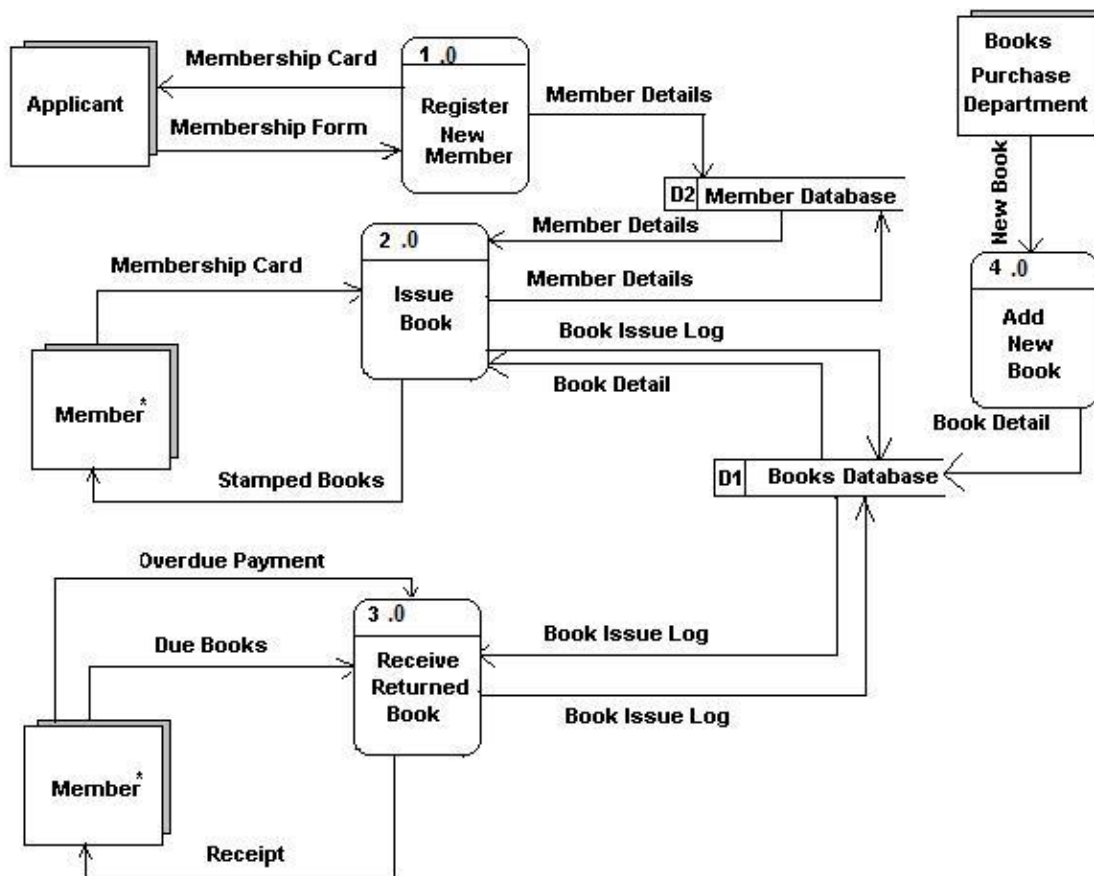 Membership Card
Applicant
Membership Form
1 .0
Register
New
Member
Member Details
Books
Purchase
Department
New Book
D2 Member Database
Member Details
Member Details
Membership Card
2 .0
Issue
Book
Book Issue Log
Book Detail
Member*
Stamped Books
4 .0
Add
New
Book
Book Detail
D1 Books Database
Overdue Payment
Due Books
3 .0
Receive
Returned
Book
Book Issue Log
Book Issue Log
Member*
Receipt